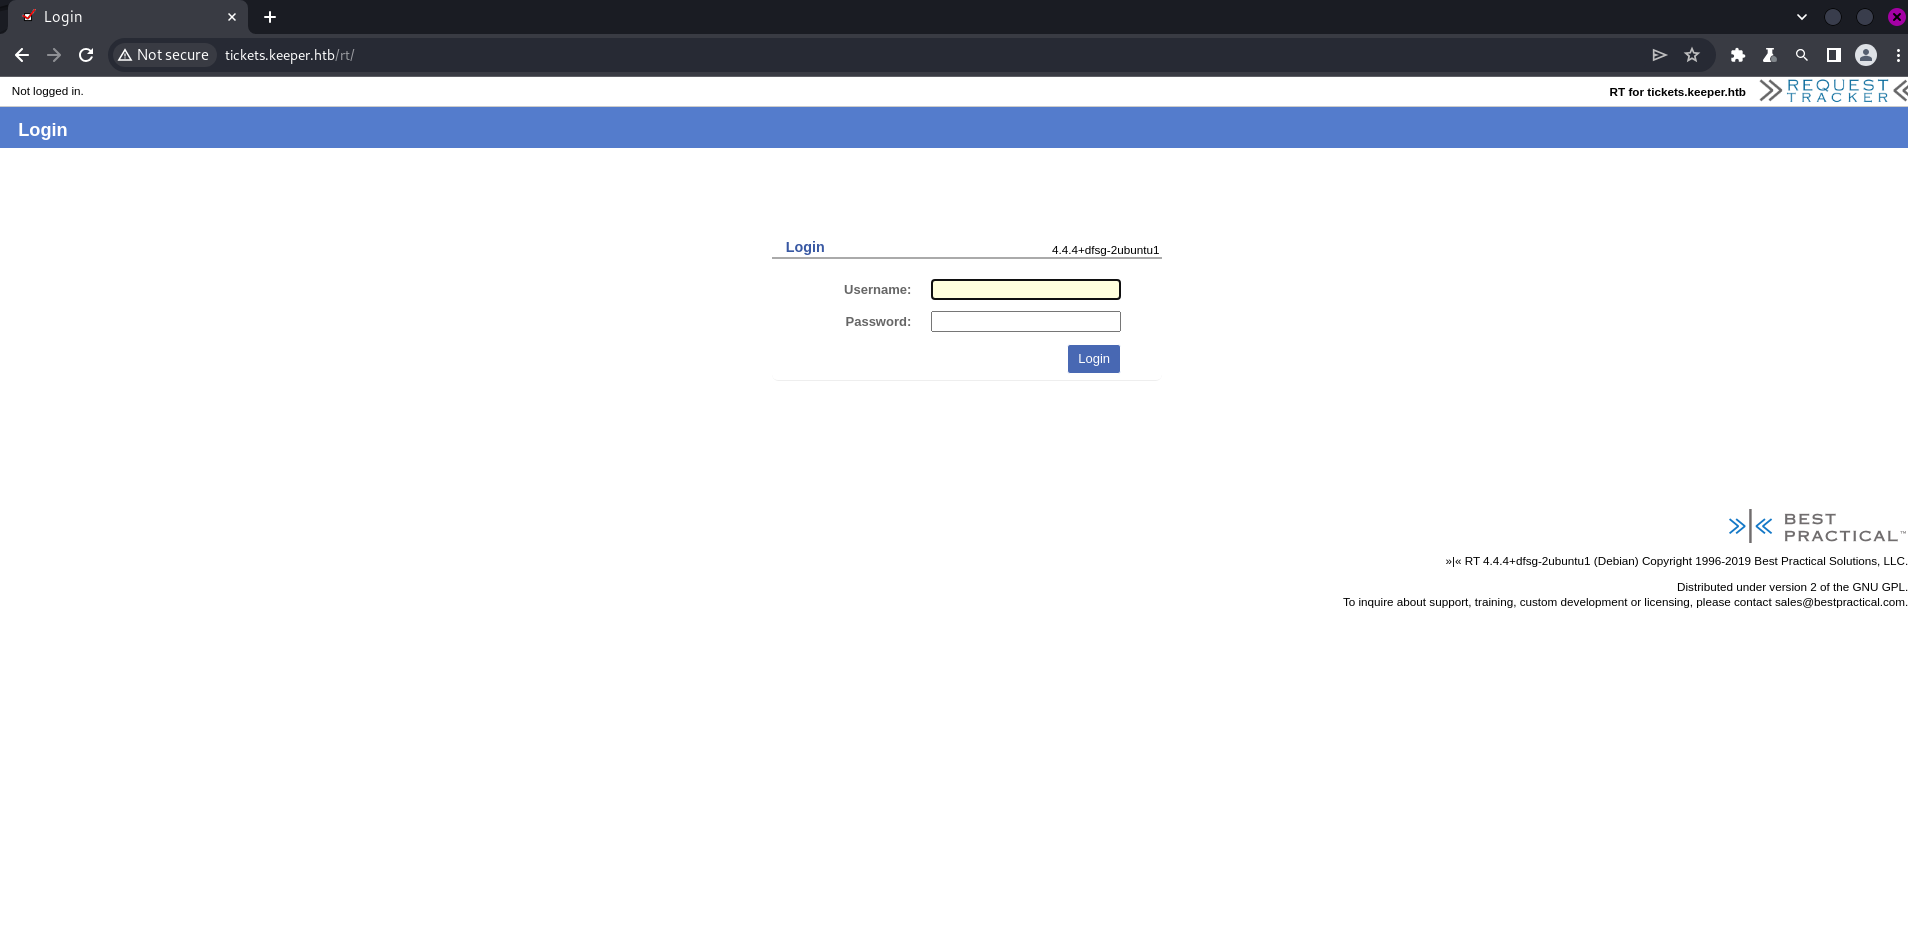 Login
Not secure tickets.keeper.htb/rt/
Not logged in.
RT for tickets.keeper.htb
REQUEST
TRACKER
Login
Login
4.4.4+dfsg-2ubuntu1
Username:
Password:
Login
BEST
PRACTICAL™
»|« RT 4.4.4+dfsg-2ubuntu1 (Debian) Copyright 1996-2019 Best Practical Solutions, LLC.
Distributed under version 2 of the GNU GPL.
To inquire about support, training, custom development or licensing, please contact sales@bestpractical.com.